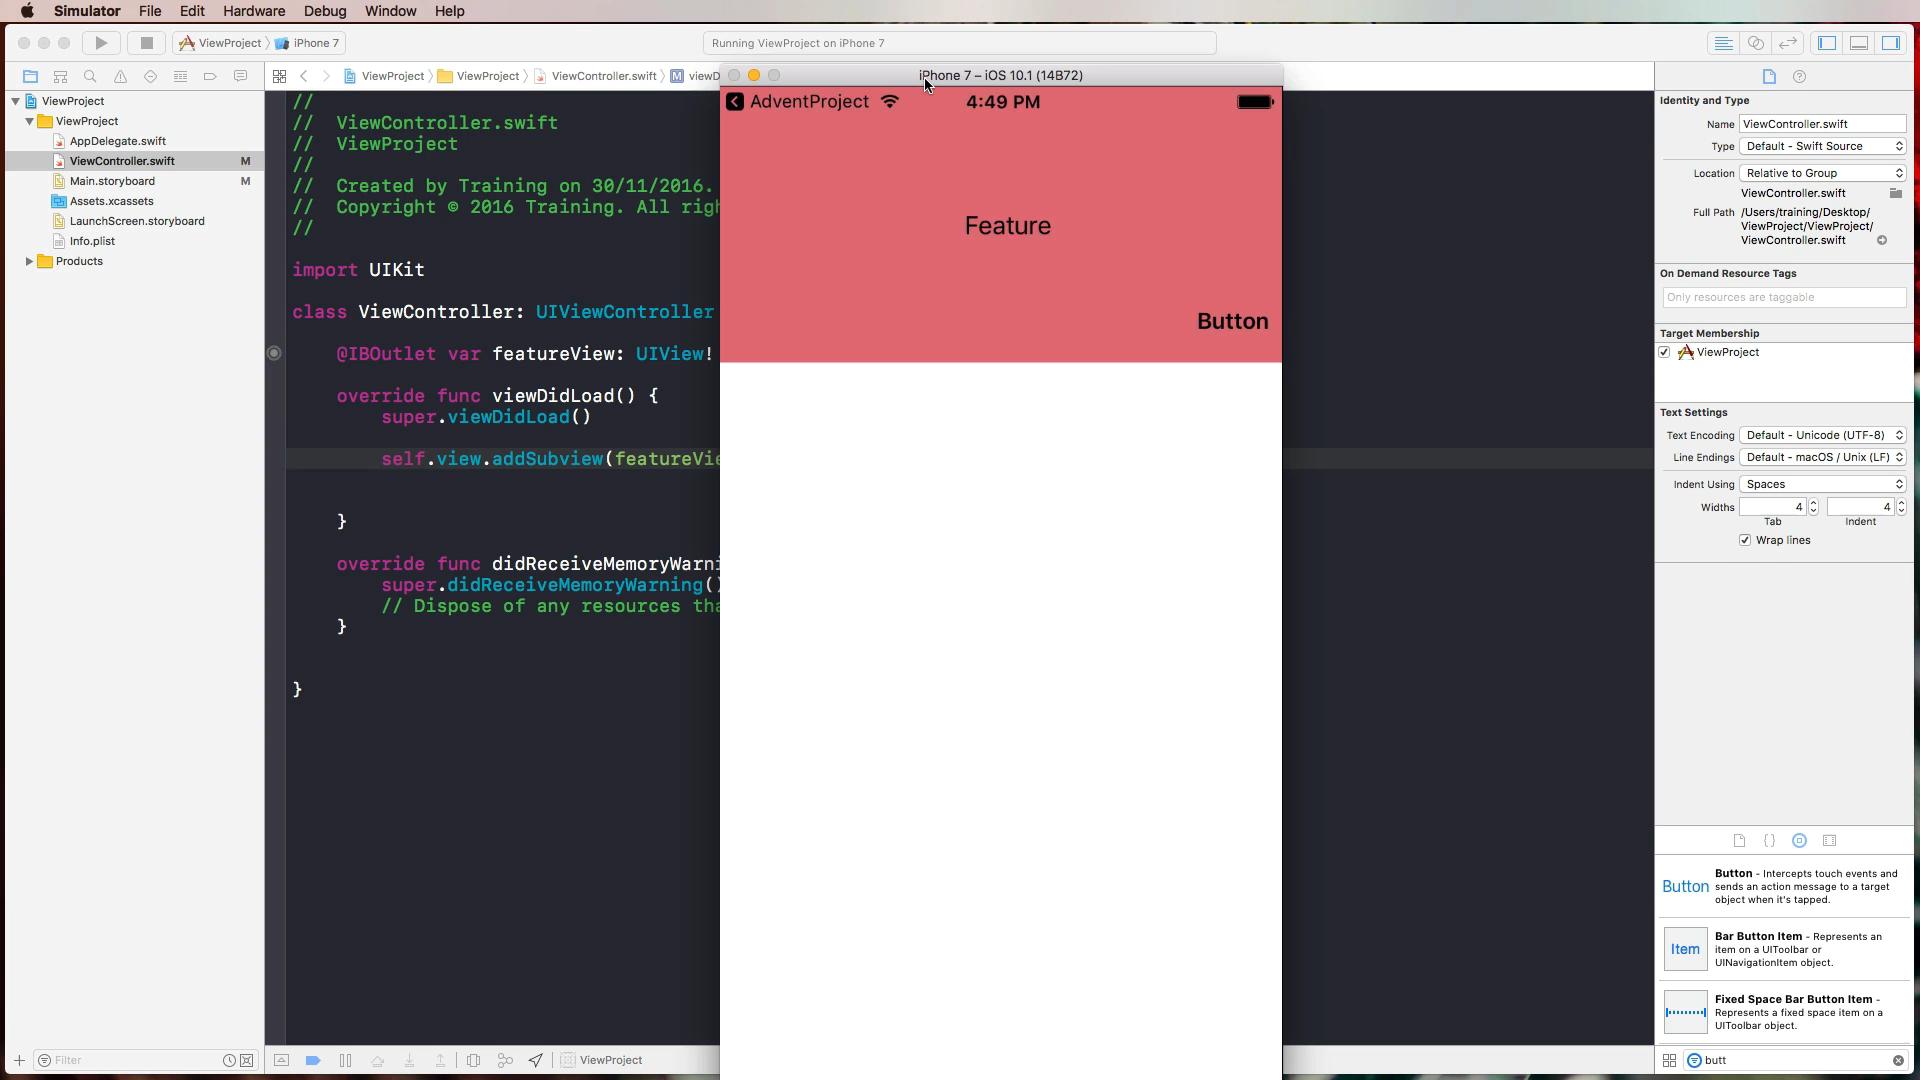 Simulator File Edit Hardware Debug Window Help
ViewProject iPhone 7
Running ViewProject on iPhone 7
ViewProject ViewProject ViewController.swift M viewD
iPhone 7 – iOS 10.1 (14B72)
ViewProject
ViewProject
AppDelegate.swift
ViewController.swift M
Main.storyboard M
Assets.xcassets
LaunchScreen.storyboard
Info.plist
Products
Filter
//
// ViewController.swift
// ViewProject
//
// Created by Training on 30/11/2016.
// Copyright © 2016 Training. All righ
//
import UIKit
class ViewController: UIViewController
@IBOutlet var featureView: UIView!
override func viewDidLoad() {
super.viewDidLoad()
self.view.addSubview(featureVie
}
override func didReceiveMemoryWarni
super.didReceiveMemoryWarning()
// Dispose of any resources tha
}
}
ViewProject
AdventProject 4:49 PM
Feature
Button
Identity and Type
Name ViewController.swift
Type Default - Swift Source
Location Relative to Group
ViewController.swift
Full Path /Users/training/Desktop/
ViewProject/ViewProject/
ViewController.swift
On Demand Resource Tags
Only resources are taggable
Target Membership
ViewProject
Text Settings
Text Encoding Default - Unicode (UTF-8)
Line Endings Default - macOS / Unix (LF)
Indent Using Spaces
Widths 4 4
Tab Indent
Wrap lines
{}
Button Button - Intercepts touch events and
sends an action message to a target
object when it's tapped.
Item Bar Button Item - Represents an
item on a UIToolbar or
UINavigationItem object.
Fixed Space Bar Button Item -
Represents a fixed space item on a
UIToolbar object.
butt